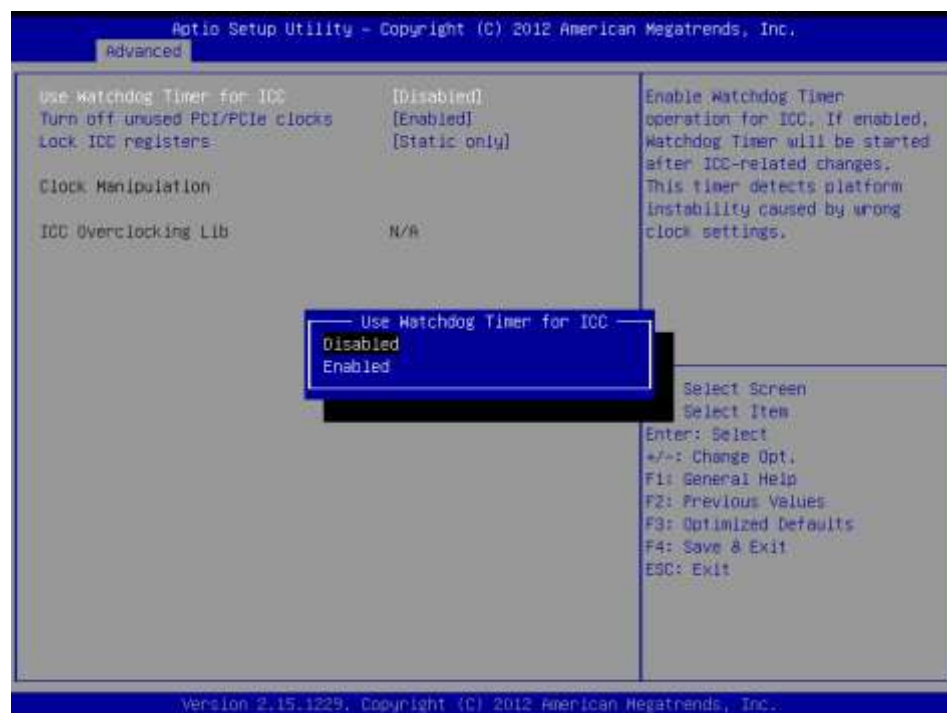 Aptio Setup Utility – Copyright (C) 2012 American Megatrends, Inc.
Advanced
Use Watchdog Timer for ICC [Disabled]
Turn off unused PCI/PCIe clocks [Enabled]
Lock ICC registers [Static only]
Clock Manipulation
ICC Overclocking Lib N/A
Enable Watchdog Timer
operation for ICC. If enabled,
Watchdog Timer will be started
after ICC-related changes.
This timer detects platform
instability caused by wrong
clock settings.
Use Watchdog Timer for ICC
Disabled
Enabled
Select Screen
Select Item
Enter: Select
+/-: Change Opt.
F1: General Help
F2: Previous Values
F3: Optimized Defaults
F4: Save & Exit
ESC: Exit
Version 2.15.1229. Copyright (C) 2012 American Megatrends, Inc.